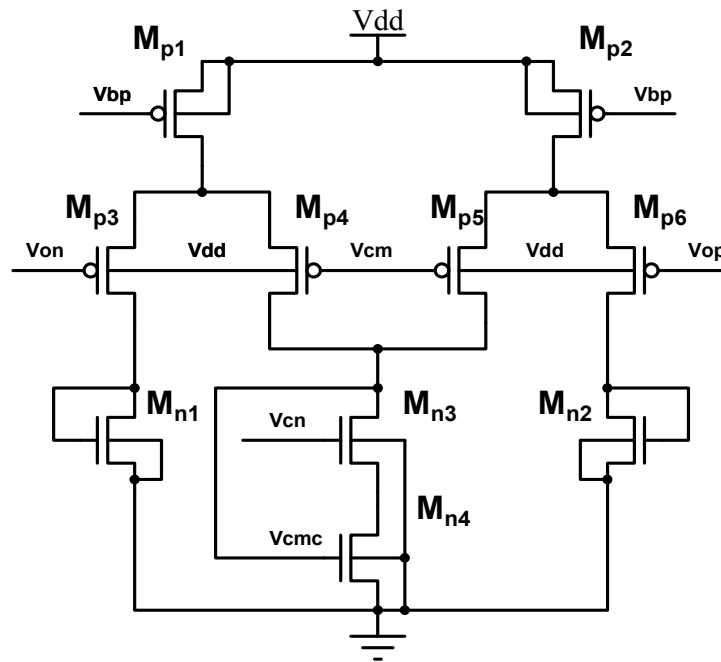 Vdd
Mp1
Mp2
Vbp
Vbp
Mp3
Mp4
Mp5
Mp6
Von
Vdd
Vcm
Vdd
Vop
Mn1
Mn3
Mn2
Vcn
Mn4
Vcmc